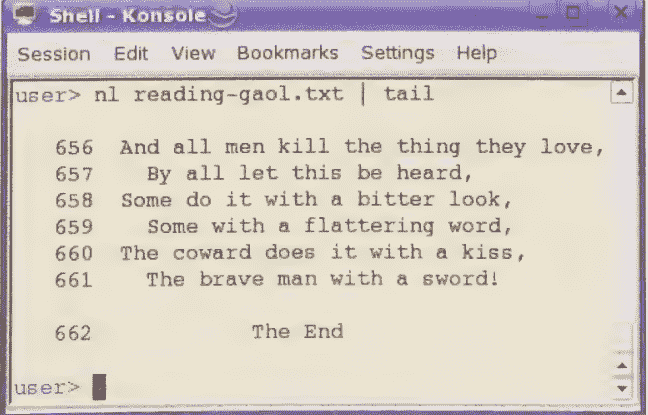 Shell - Konsole
Session Edit View Bookmarks Settings Help
user> nl reading-gaol.txt | tail
656 And all men kill the thing they love,
657 By all let this be heard,
658 Some do it with a bitter look,
659 Some with a flattering word,
660 The coward does it with a kiss,
661 The brave man with a sword!
662 The End
user>